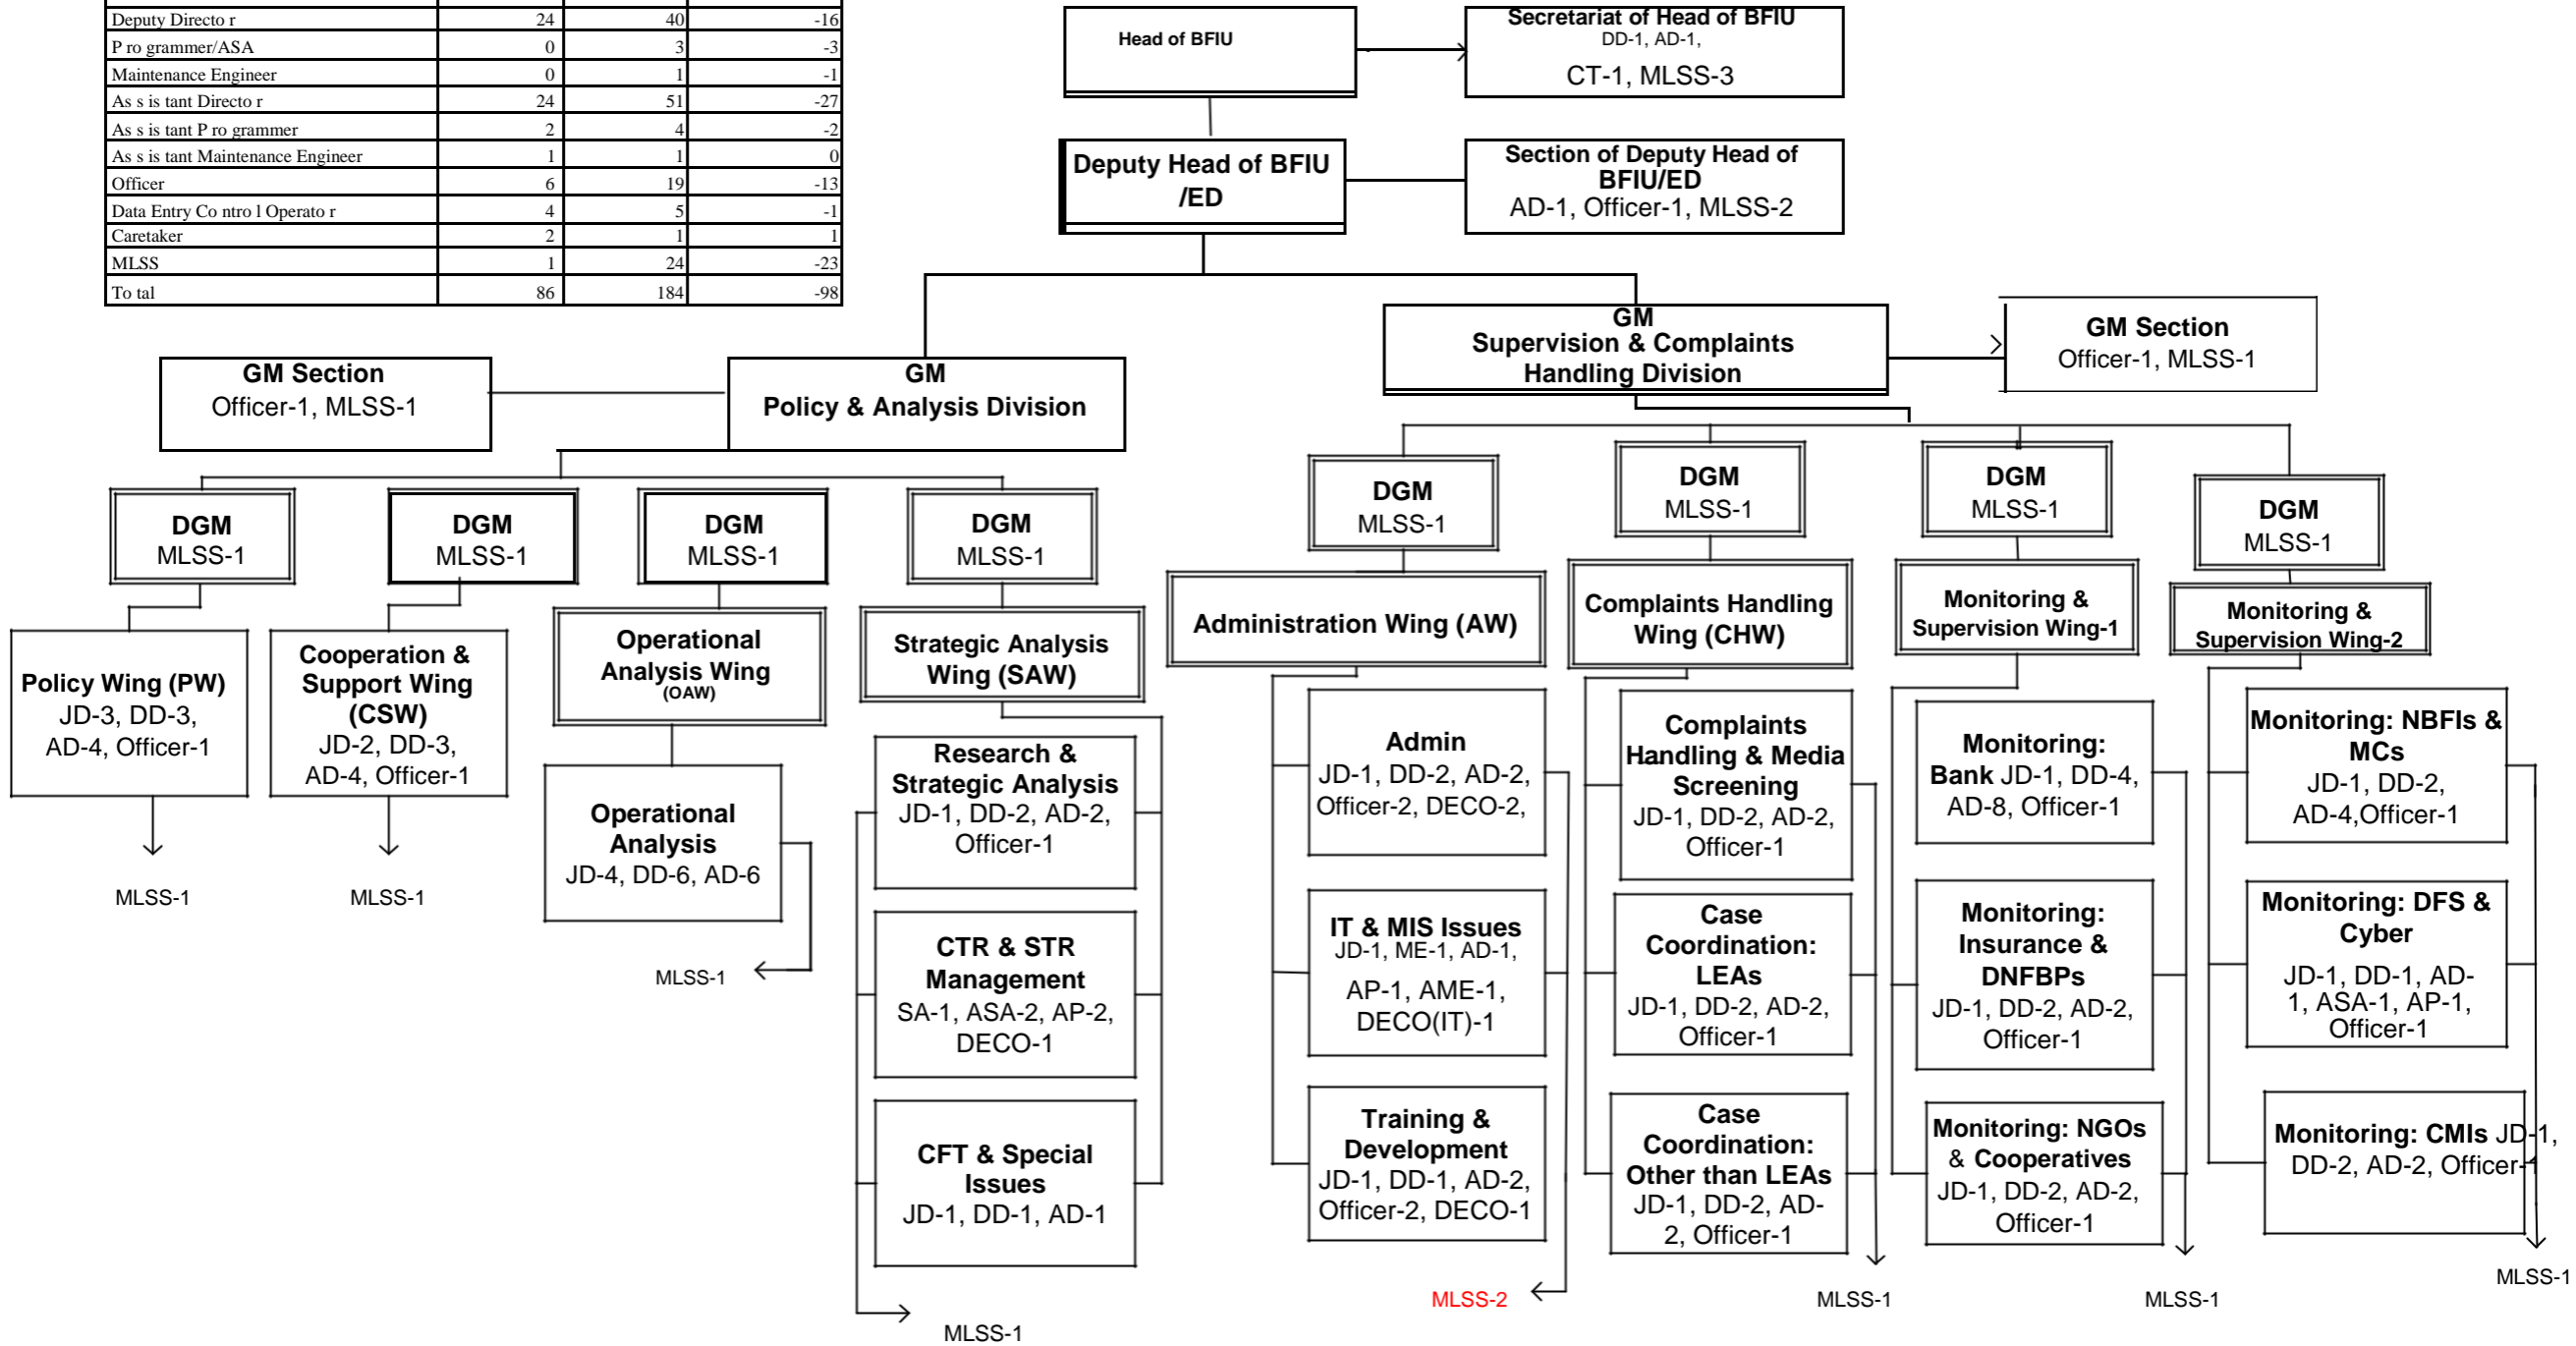 Deputy Directo r 24 40 -16
P ro grammer/ASA 0 3 -3
Maintenance Engineer 0 1 -1
As s is tant Directo r 24 51 -27
As s is tant P ro grammer 2 4 -2
As s is tant Maintenance Engineer 1 1 0
Officer 6 19 -13
Data Entry Co ntro l Operato r 4 5 -1
Caretaker 2 1 1
MLSS 1 24 -23
To tal 86 184 -98
Head of BFIU
Secretariat of Head of BFIU
DD-1, AD-1,
CT-1, MLSS-3
Deputy Head of BFIU
/ED
Section of Deputy Head of
BFIU/ED
AD-1, Officer-1, MLSS-2
GM Section
Officer-1, MLSS-1
GM
Policy & Analysis Division
GM
Supervision & Complaints
Handling Division
GM Section
Officer-1, MLSS-1
DGM
MLSS-1
DGM
MLSS-1
DGM
MLSS-1
DGM
MLSS-1
DGM
MLSS-1
DGM
MLSS-1
DGM
MLSS-1
DGM
MLSS-1
Policy Wing (PW)
JD-3, DD-3,
AD-4, Officer-1
MLSS-1
Cooperation &
Support Wing
(CSW)
JD-2, DD-3,
AD-4, Officer-1
MLSS-1
Operational
Analysis Wing
(OAW)
Operational
Analysis
JD-4, DD-6, AD-6
MLSS-1
Strategic Analysis
Wing (SAW)
Research &
Strategic Analysis
JD-1, DD-2, AD-2,
Officer-1
CTR & STR
Management
SA-1, ASA-2, AP-2,
DECO-1
CFT & Special
Issues
JD-1, DD-1, AD-1
MLSS-1
Administration Wing (AW)
Admin
JD-1, DD-2, AD-2,
Officer-2, DECO-2,
IT & MIS Issues
JD-1, ME-1, AD-1,
AP-1, AME-1,
DECO(IT)-1
Training &
Development
JD-1, DD-1, AD-2,
Officer-2, DECO-1
MLSS-2
Complaints Handling
Wing (CHW)
Complaints
Handling & Media
Screening
JD-1, DD-2, AD-2,
Officer-1
Case
Coordination:
LEAs
JD-1, DD-2, AD-2,
Officer-1
Case
Coordination:
Other than LEAs
JD-1, DD-2, AD-
2, Officer-1
MLSS-1
Monitoring &
Supervision Wing-1
Monitoring:
Bank JD-1, DD-4,
AD-8, Officer-1
Monitoring:
Insurance &
DNFBPs
JD-1, DD-2, AD-2,
Officer-1
Monitoring: NGOs
& Cooperatives
JD-1, DD-2, AD-2,
Officer-1
MLSS-1
Monitoring &
Supervision Wing-2
Monitoring: NBFIs &
MCs
JD-1, DD-2,
AD-4,Officer-1
Monitoring: DFS &
Cyber
JD-1, DD-1, AD-
1, ASA-1, AP-1,
Officer-1
Monitoring: CMIs JD-1,
DD-2, AD-2, Officer-1
MLSS-1